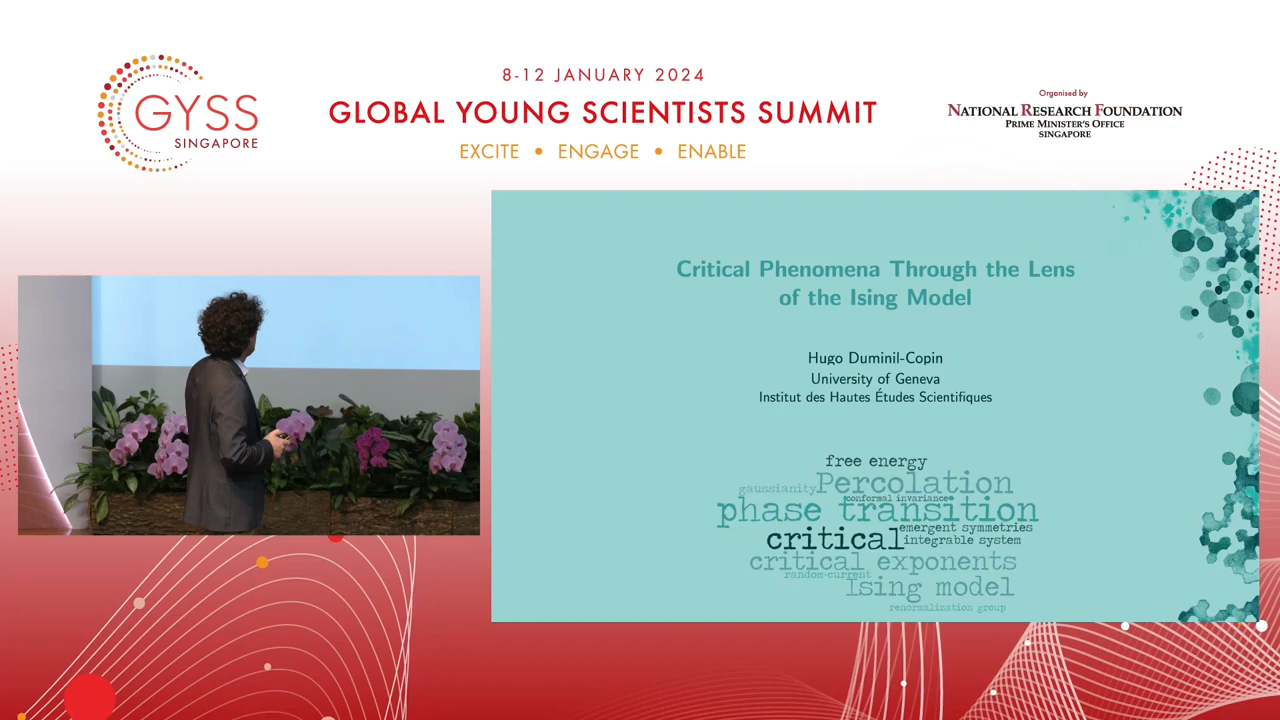 GYSS
SINGAPORE
8-12 JANUARY 2024
GLOBAL YOUNG SCIENTISTS SUMMIT
EXCITE • ENGAGE • ENABLE
Organised by
NATIONAL RESEARCH FOUNDATION
PRIME MINISTER'S OFFICE
SINGAPORE
Critical Phenomena Through the Lens
of the Ising Model
Hugo Duminil-Copin
University of Geneva
Institut des Hautes Études Scientifiques
free energy
gaussianity Percolation
conformal invariance
phase transition
emergent symmetries
critical integrable system
critical exponents
random-current
Ising model
renormalization group